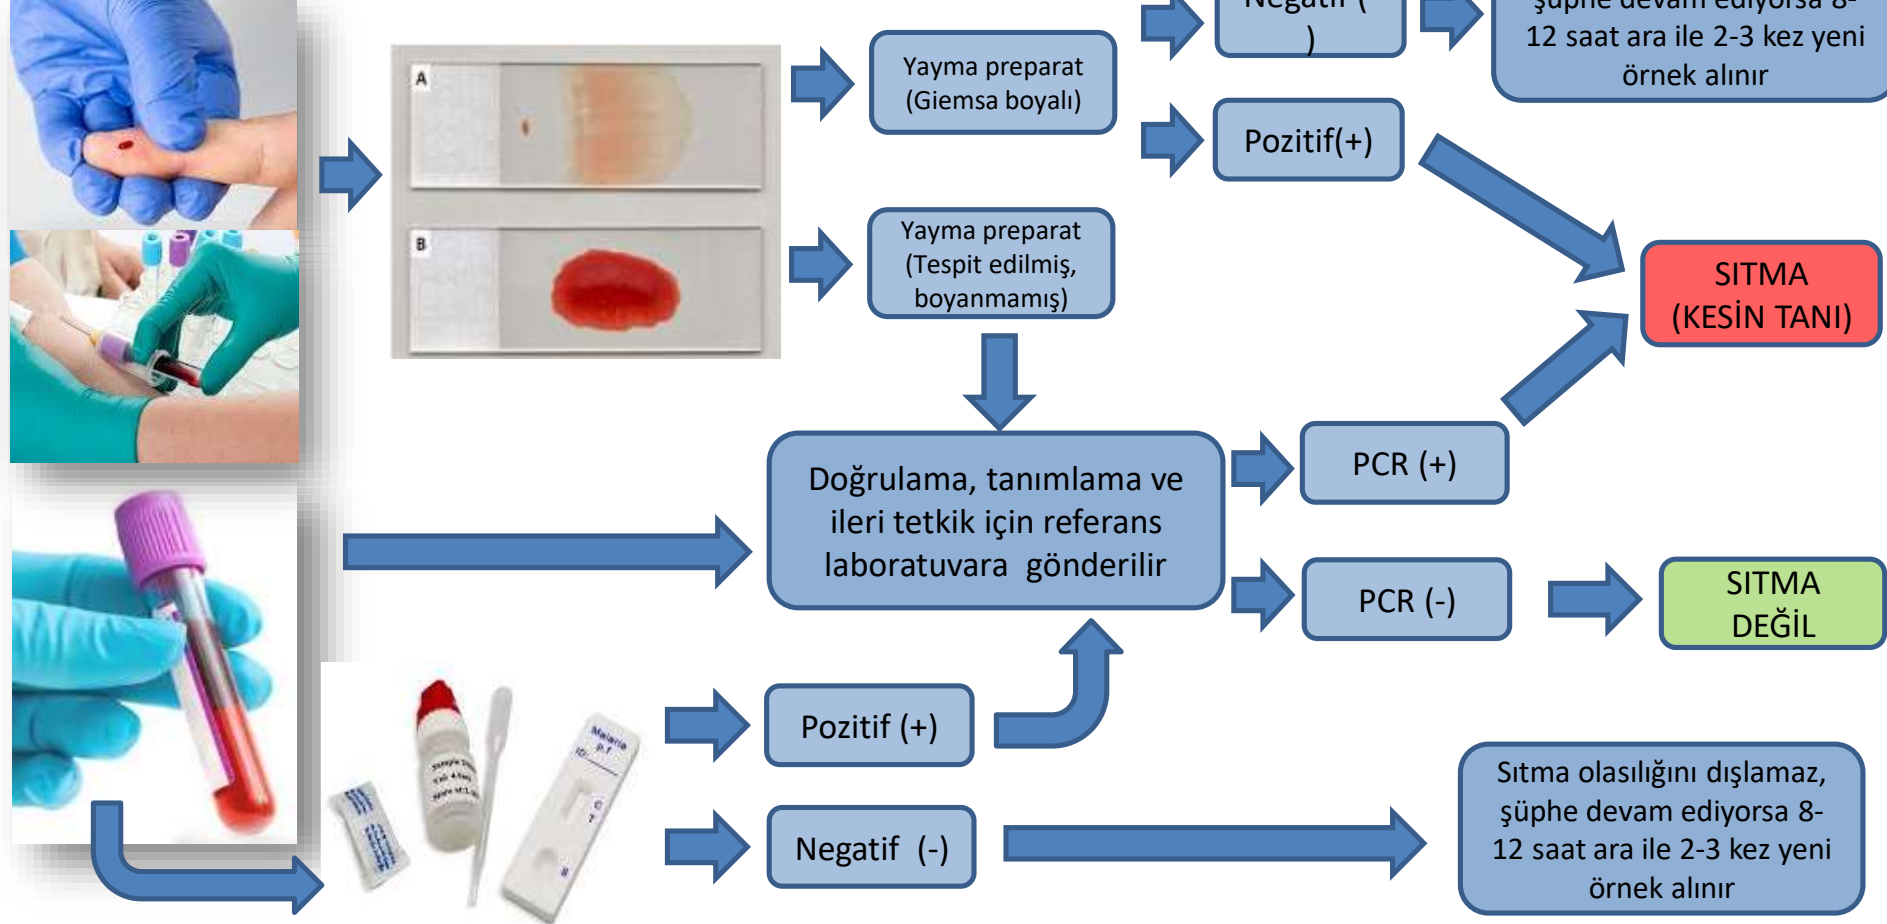 Negatif (
)
şüphe devam ediyorsa 8-
12 saat ara ile 2-3 kez yeni
örnek alınır
A
Yayma preparat
(Giemsa boyalı)
Pozitif(+)
B
Yayma preparat
(Tespit edilmiş,
boyanmamış)
SITMA
(KESİN TANI)
Doğrulama, tanımlama ve
ileri tetkik için referans
laboratuvara gönderilir
PCR (+)
PCR (-)
SITMA
DEĞİL
Malaria
p.f
ID:
C
T
S
Pozitif (+)
Negatif (-)
Sıtma olasılığını dışlamaz,
şüphe devam ediyorsa 8-
12 saat ara ile 2-3 kez yeni
örnek alınır